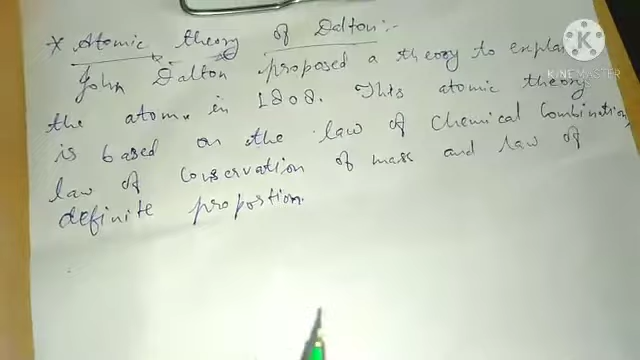 * Atomic theory of Dalton:-
John Dalton proposed a theory to explain
the atom in 1808. This atomic theory
is based on the law of Chemical Combination,
law of Conservation of mass and law of
definite proportion.
KINEMASTER